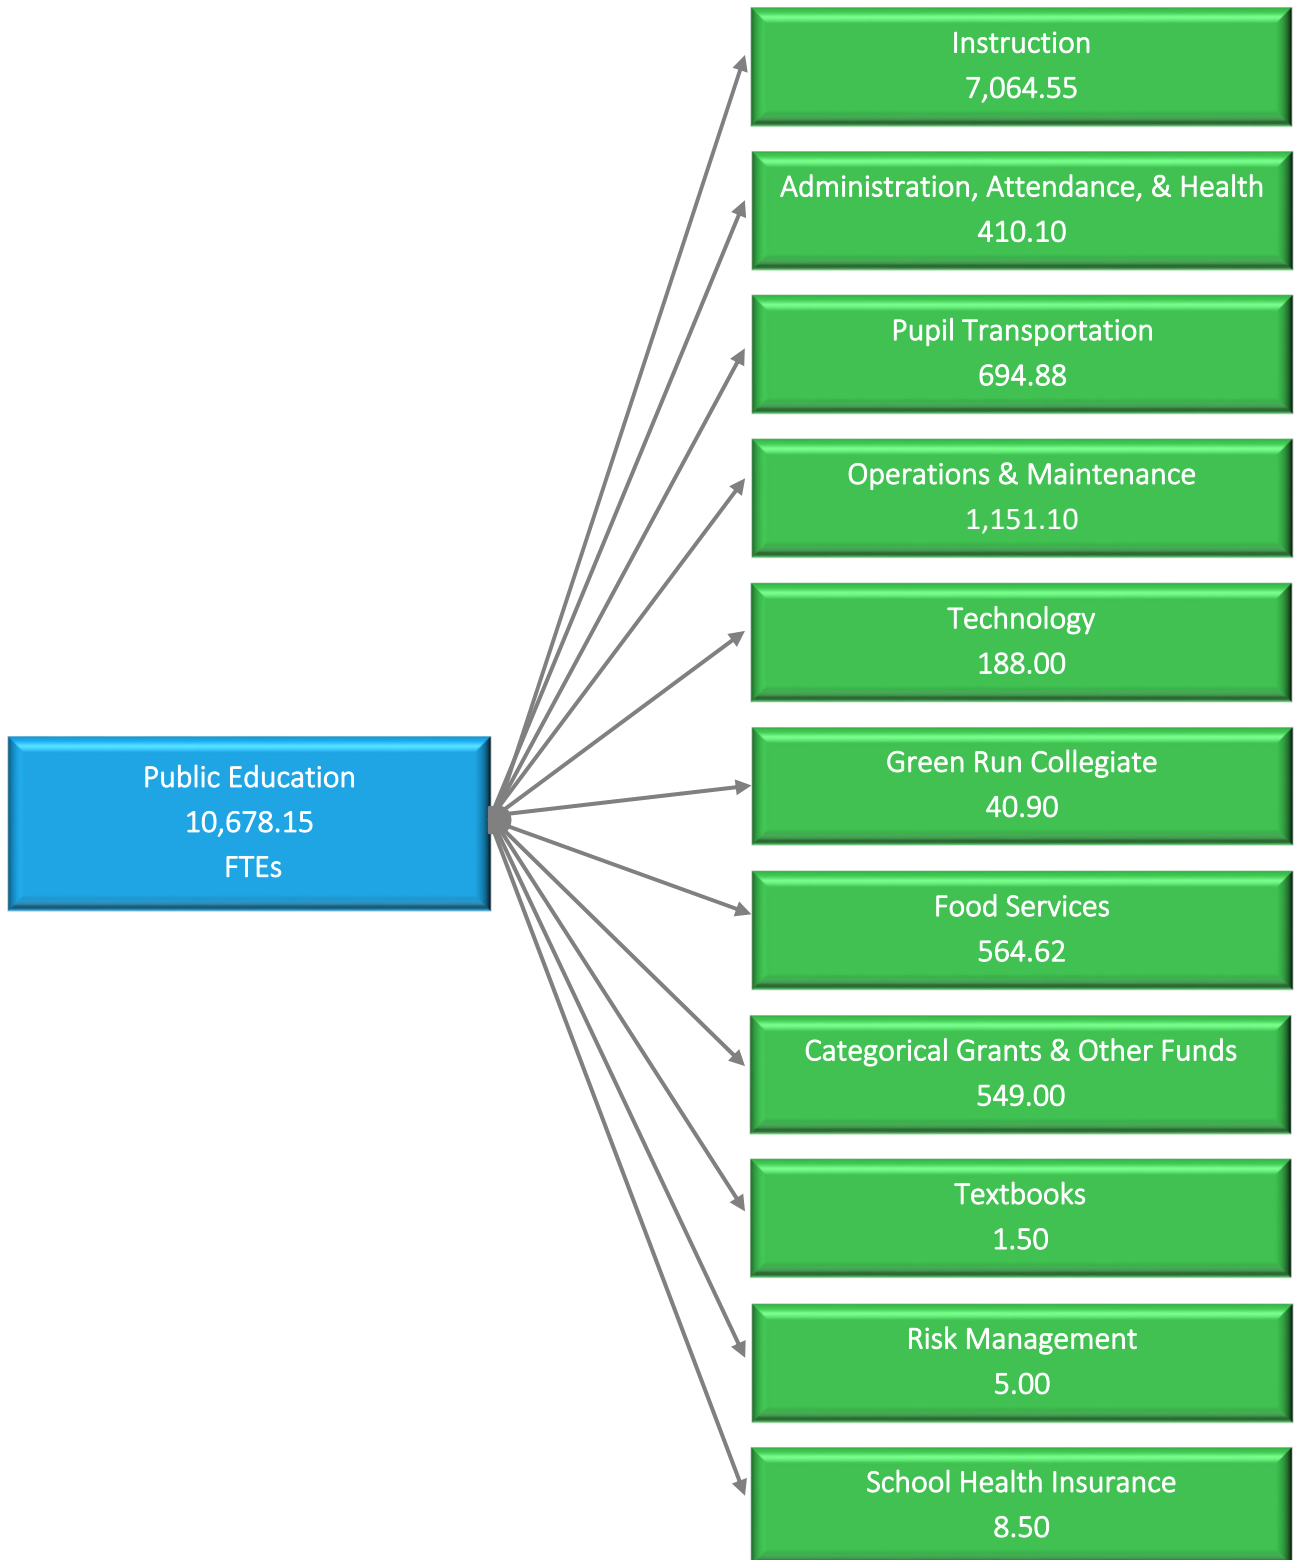 Instruction
7,064.55
Administration, Attendance, & Health
410.10
Pupil Transportation
694.88
Operations & Maintenance
1,151.10
Technology
188.00
Public Education
10,678.15
FTEs
Green Run Collegiate
40.90
Food Services
564.62
Categorical Grants & Other Funds
549.00
Textbooks
1.50
Risk Management
5.00
School Health Insurance
8.50